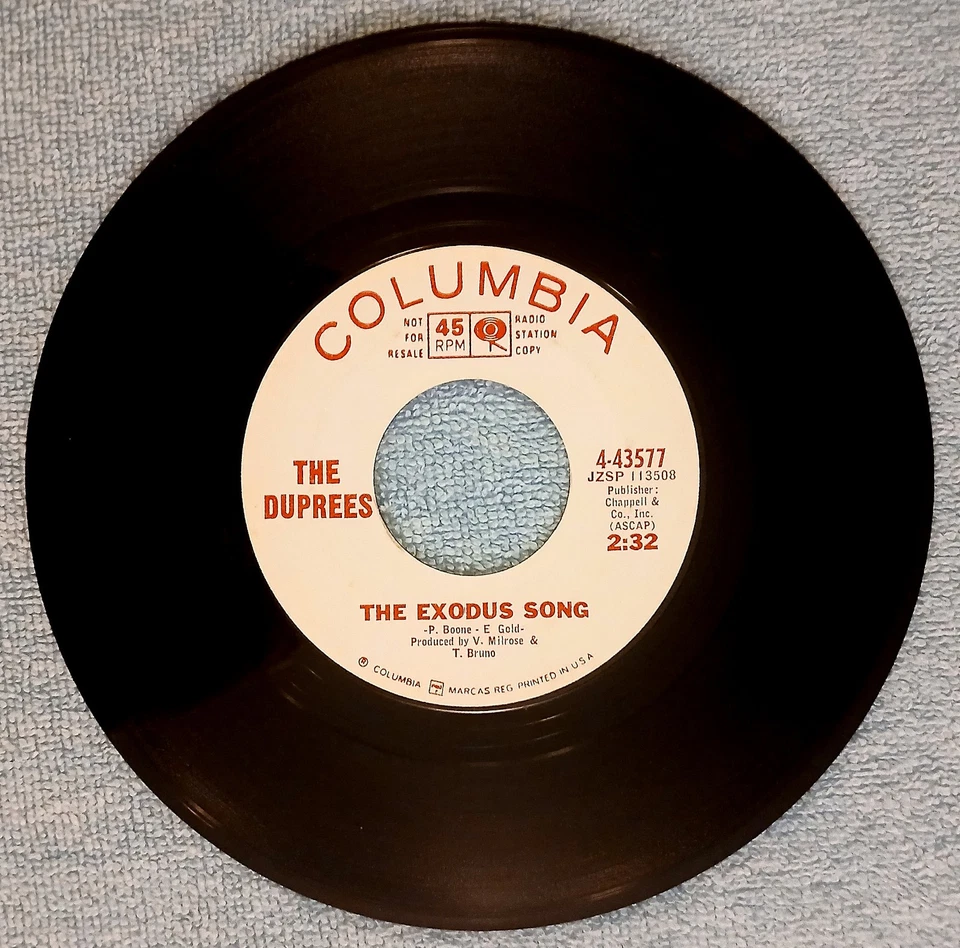 COLUMBIA
NOT
FOR
RESALE
45
RPM
RADIO
STATION
COPY
THE
DUPREES
4-43577
JZSP 113508
Publisher:
Chappell &
Co., Inc.
(ASCAP)
2:32
THE EXODUS SONG
-P. Boone - E Gold-
Produced by V. Milrose &
T. Bruno
® COLUMBIA MARCAS REG PRINTED IN U S A